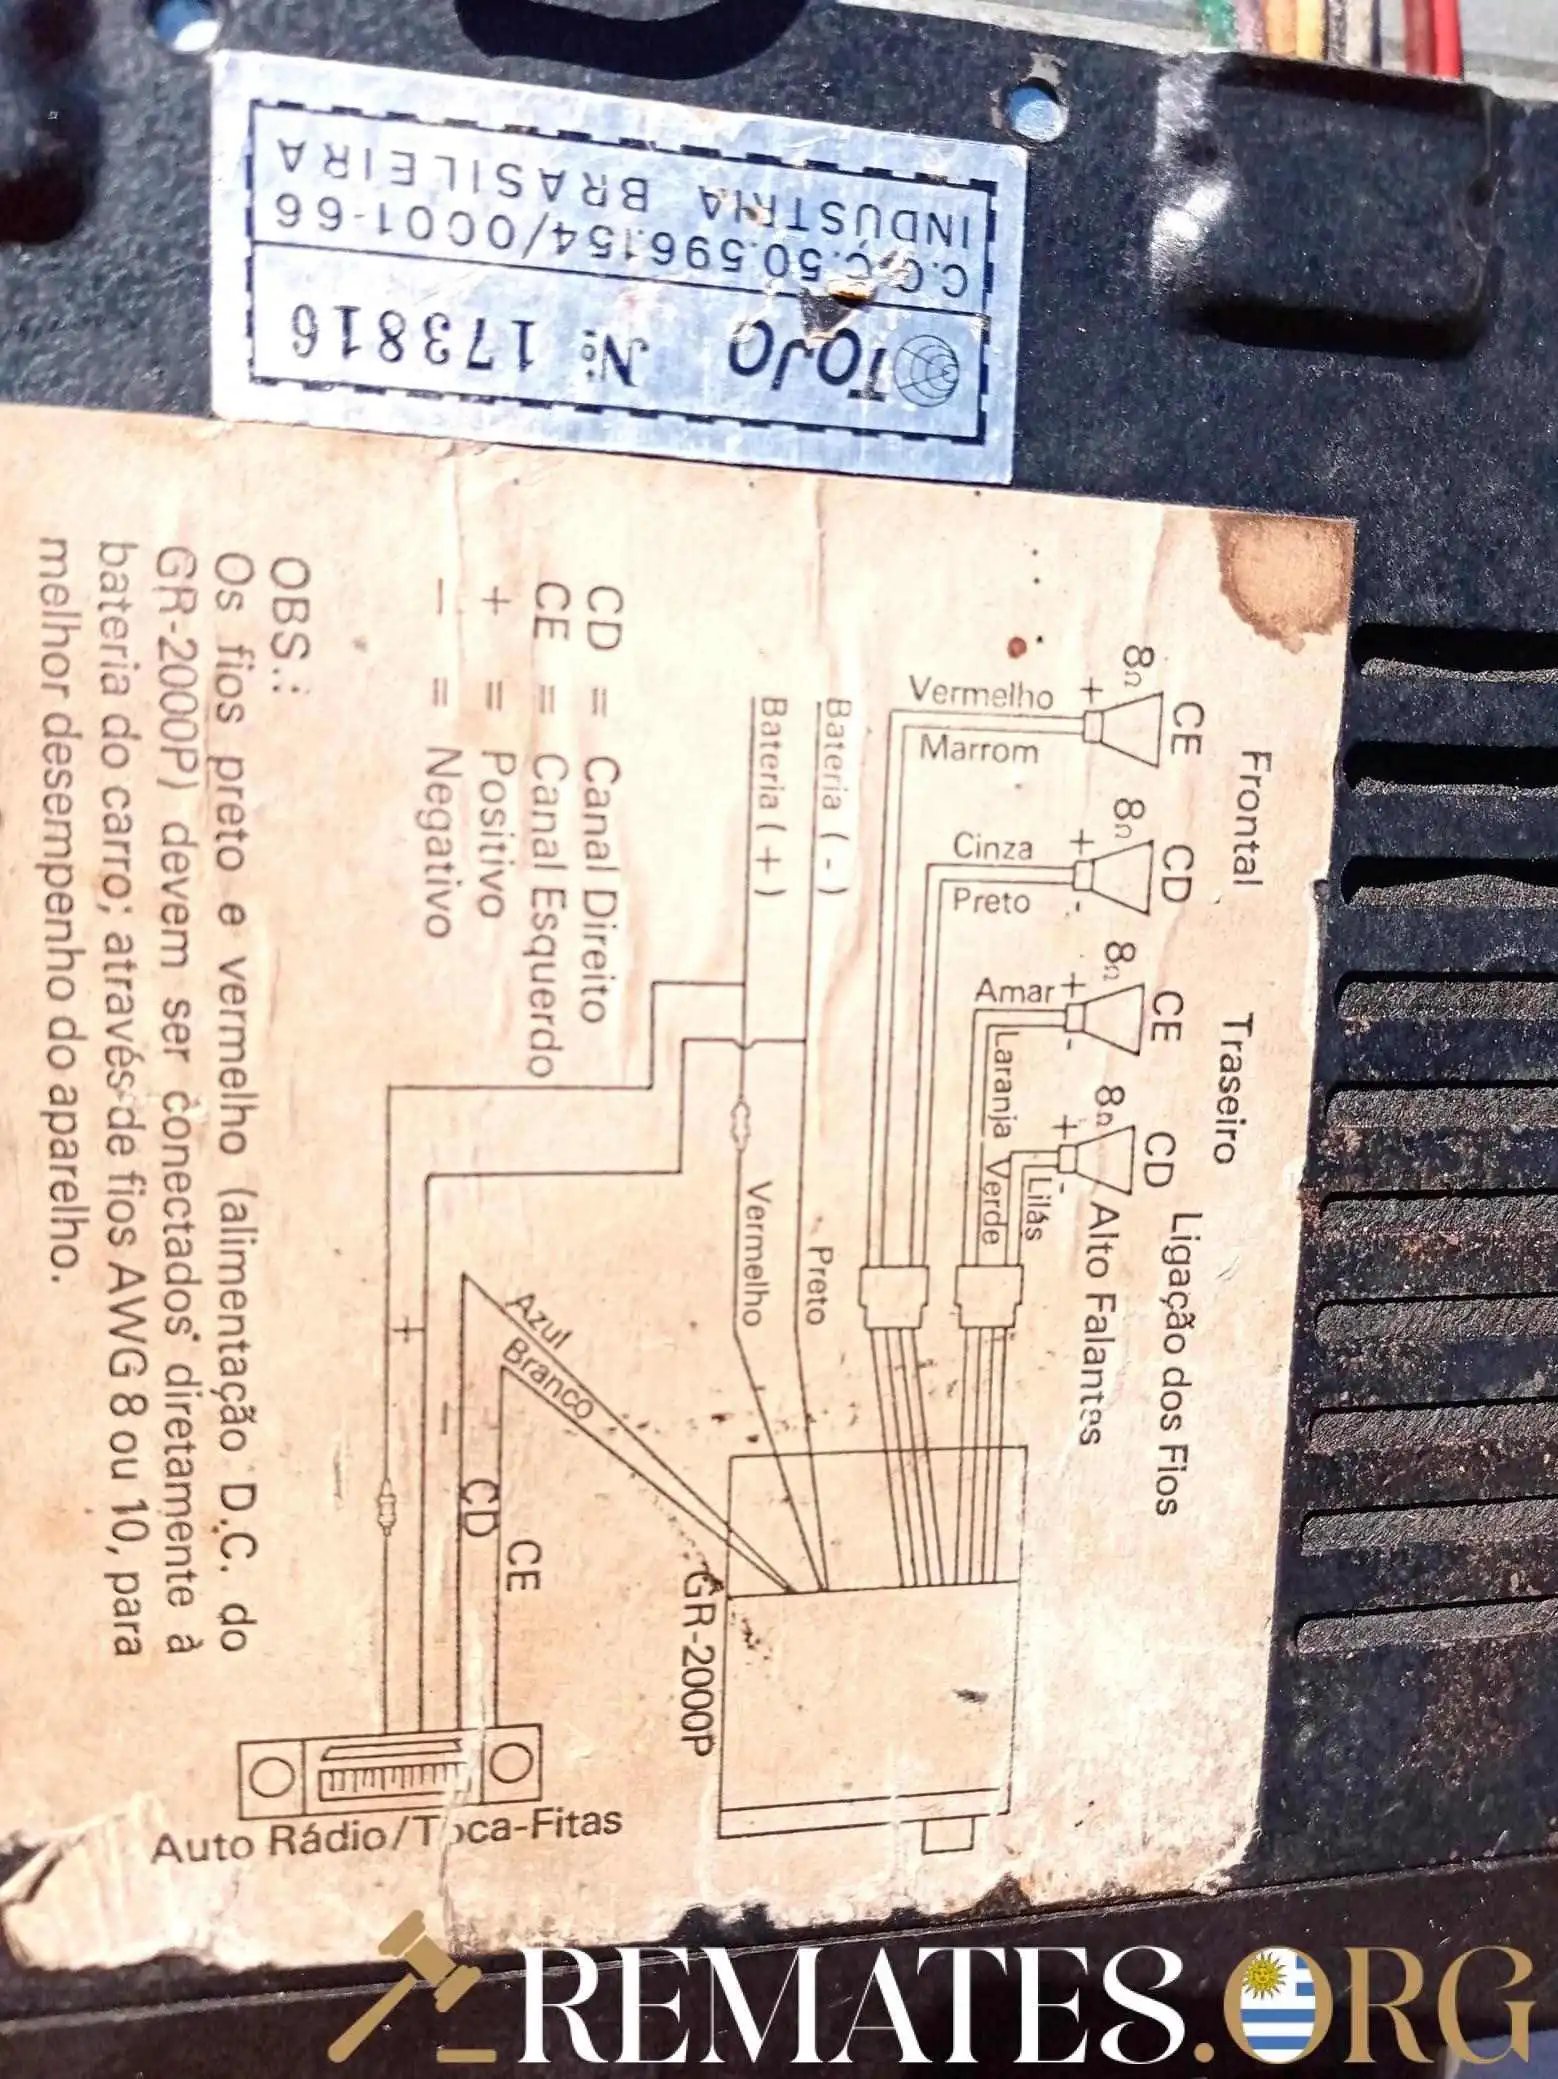 TOJO Nº 173816
C.G.C. 50.596.154/0001-66
INDÚSTRIA BRASILEIRA
Ligação dos Fios
Alto Falantes
Frontal
Traseiro
CE
CD
CE
CD
8Ω
8Ω
8Ω
8Ω
+
+ -
+ -
+ -
Vermelho
Marrom
Cinza
Preto
Amar
Laranja
Verde
Lilás
Bateria ( - )
Bateria ( + )
Preto
Vermelho
Azul
Branco
GR-2000P
CE
CD
-
+
Auto Rádio/Toca-Fitas
CD = Canal Direito
CE = Canal Esquerdo
+ = Positivo
- = Negativo
OBS.:
Os fios preto e vermelho (alimentação D.C. do
GR-2000P) devem ser conectados diretamente à
bateria do carro; através de fios AWG 8 ou 10, para
melhor desempenho do aparelho.
REMATES.ORG